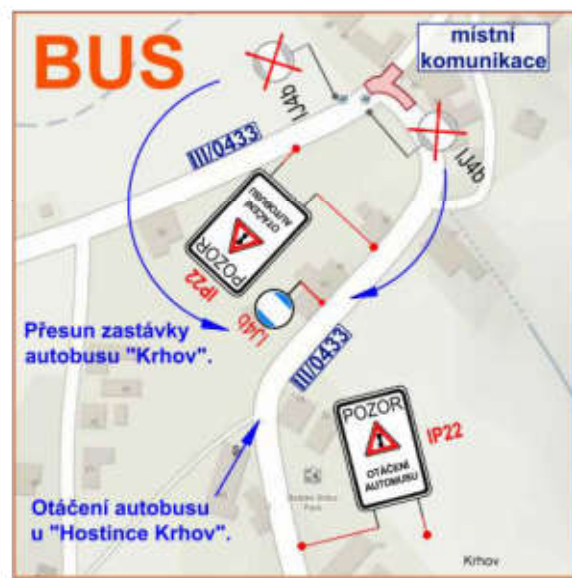 BUS
místní
komunikace
IJ4b
IJ4b
III/0433
POZOR
OTÁČENÍ
AUTOBUSU
IP22
IJ4b
Přesun zastávky
autobusu "Krhov".
III/0433
POZOR
OTÁČENÍ
AUTOBUSU
IP22
Otáčení autobusu
u "Hostince Krhov".
Park
Krhov